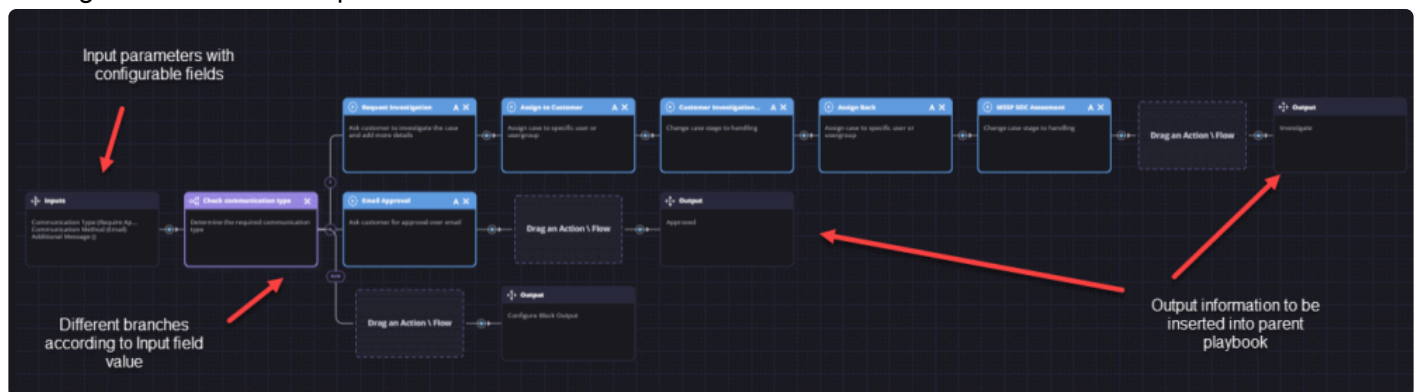 Input parameters with
configurable fields
Request Investigation A X
Ask customer to investigate the case
and add more details
Assign to Customer A X
Assign case to specific user or
usergroup
Customer Investigation... A X
Change case stage to handling
Assign Back A X
Assign case to specific user or
usergroup
MSSP SOC Assesment A X
Change case stage to handling
Drag an Action \ Flow
Output
Investigate
Inputs
Communication Type (Require Ap...
Communication Method (Email)
Additional Message ()
Check communication type X
Determine the required communication
type
Email Approval A X
Ask customer for approval over email
Drag an Action \ Flow
Output
Approved
Drag an Action \ Flow
Output
Configure Block Output
Different branches
according to Input field
value
Output information to be
inserted into parent
playbook